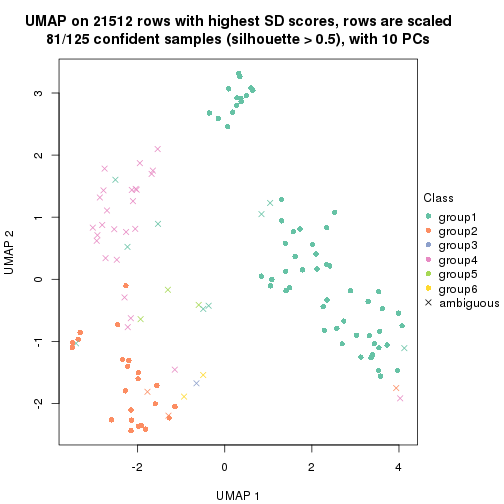 UMAP on 21512 rows with highest SD scores, rows are scaled
81/125 confident samples (silhouette > 0.5), with 10 PCs
3
2
1
0
-1
-2
UMAP 2
-2
0
2
4
UMAP 1
Class
group1
group2
group3
group4
group5
group6
ambiguous